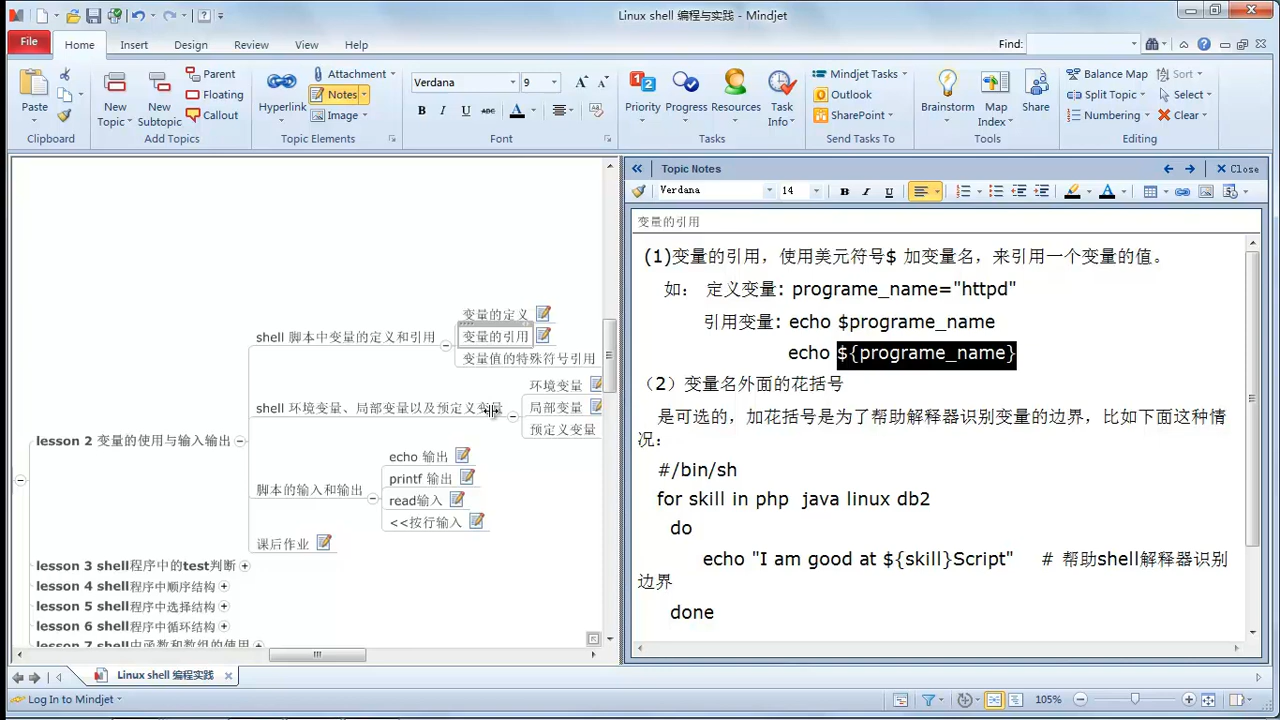 Linux shell 编程与实践 - Mindjet
File
Home
Insert
Design
Review
View
Help
Find:
Paste
Clipboard
New
Topic
New
Subtopic
Parent
Floating
Callout
Add Topics
Hyperlink
Attachment
Notes
Image
Topic Elements
Verdana
9
B I U abc A
Font
Priority
Progress
Resources
Task
Info
Tasks
Mindjet Tasks
Outlook
SharePoint
Send Tasks To
Brainstorm
Map
Index
Share
Tools
Balance Map
Split Topic
Numbering
Sort
Select
Clear
Editing
变量的定义
shell 脚本中变量的定义和引用
变量的引用
变量值的特殊符号引用
环境变量
shell 环境变量、局部变量以及预定义变量
局部变量
预定义变量
lesson 2 变量的使用与输入输出
echo 输出
printf 输出
脚本的输入和输出
read输入
<<按行输入
课后作业
lesson 3 shell程序中的test判断
lesson 4 shell程序中顺序结构
lesson 5 shell程序中选择结构
lesson 6 shell程序中循环结构
lesson 7 shell中函数和数组的使用
Topic Notes
Close
Verdana
14
B I U
变量的引用
(1)变量的引用，使用美元符号$ 加变量名，来引用一个变量的值。
如： 定义变量: programe_name="httpd"
引用变量: echo $programe_name
echo ${programe_name}
（2）变量名外面的花括号
是可选的，加花括号是为了帮助解释器识别变量的边界，比如下面这种情
况：
#/bin/sh
for skill in php java linux db2
do
echo "I am good at ${skill}Script" # 帮助shell解释器识别
边界
done
Linux shell 编程实践
Log In to Mindjet
105%